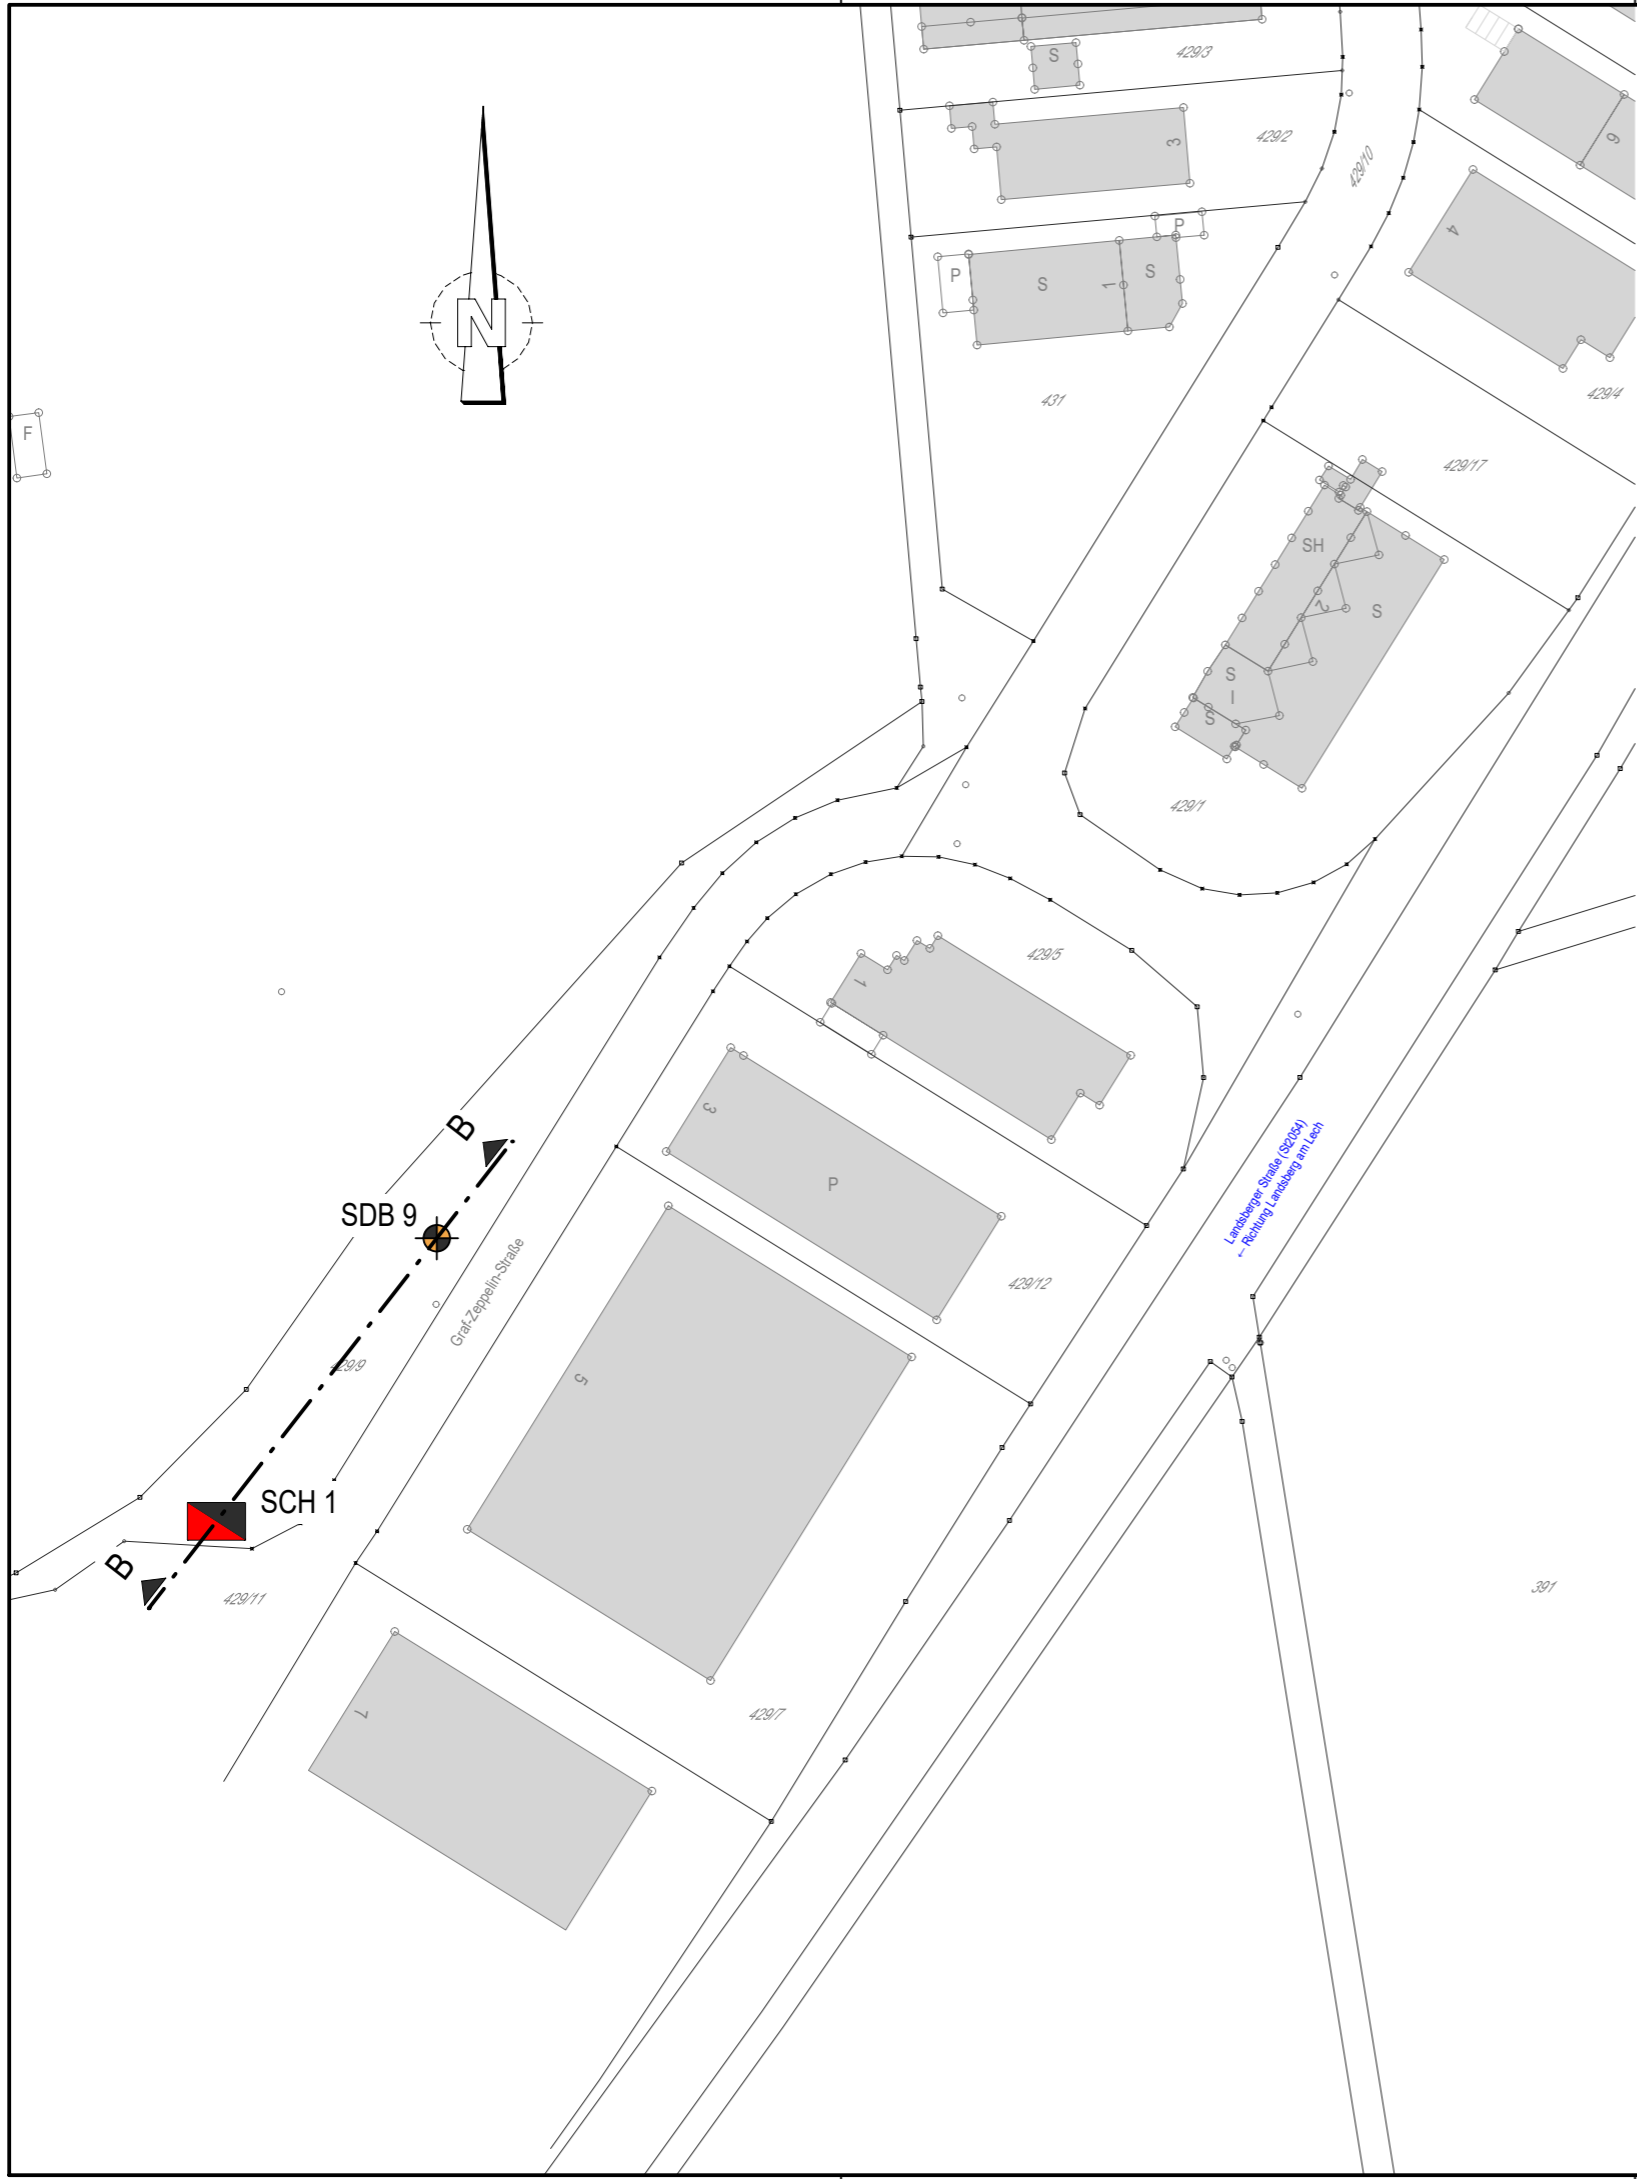 S
429/3
3
429/2
429/10
6
P
4
N
P
S
1
S
431
429/4
F
429/17
SH
2
S
S
I
S
429/1
429/5
1
B
3
P
Landsberger Straße (St2054)
← Richtung Landsberg am Lech
SDB 9
Graf-Zeppelin-Straße
429/12
429/9
5
SCH 1
B
429/11
391
429/7
7